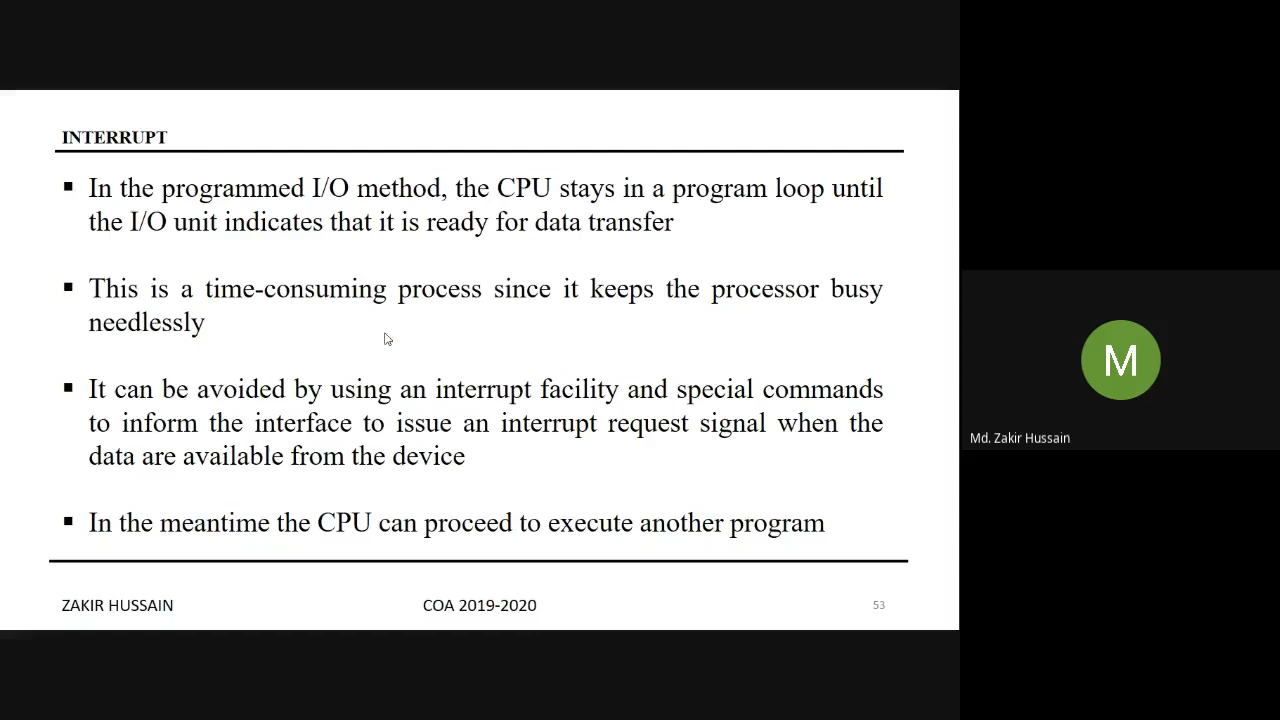 INTERRUPT
▪ In the programmed I/O method, the CPU stays in a program loop until
the I/O unit indicates that it is ready for data transfer
▪ This is a time-consuming process since it keeps the processor busy
needlessly
▪ It can be avoided by using an interrupt facility and special commands
to inform the interface to issue an interrupt request signal when the
data are available from the device
▪ In the meantime the CPU can proceed to execute another program
ZAKIR HUSSAIN
COA 2019-2020
53
M
Md. Zakir Hussain